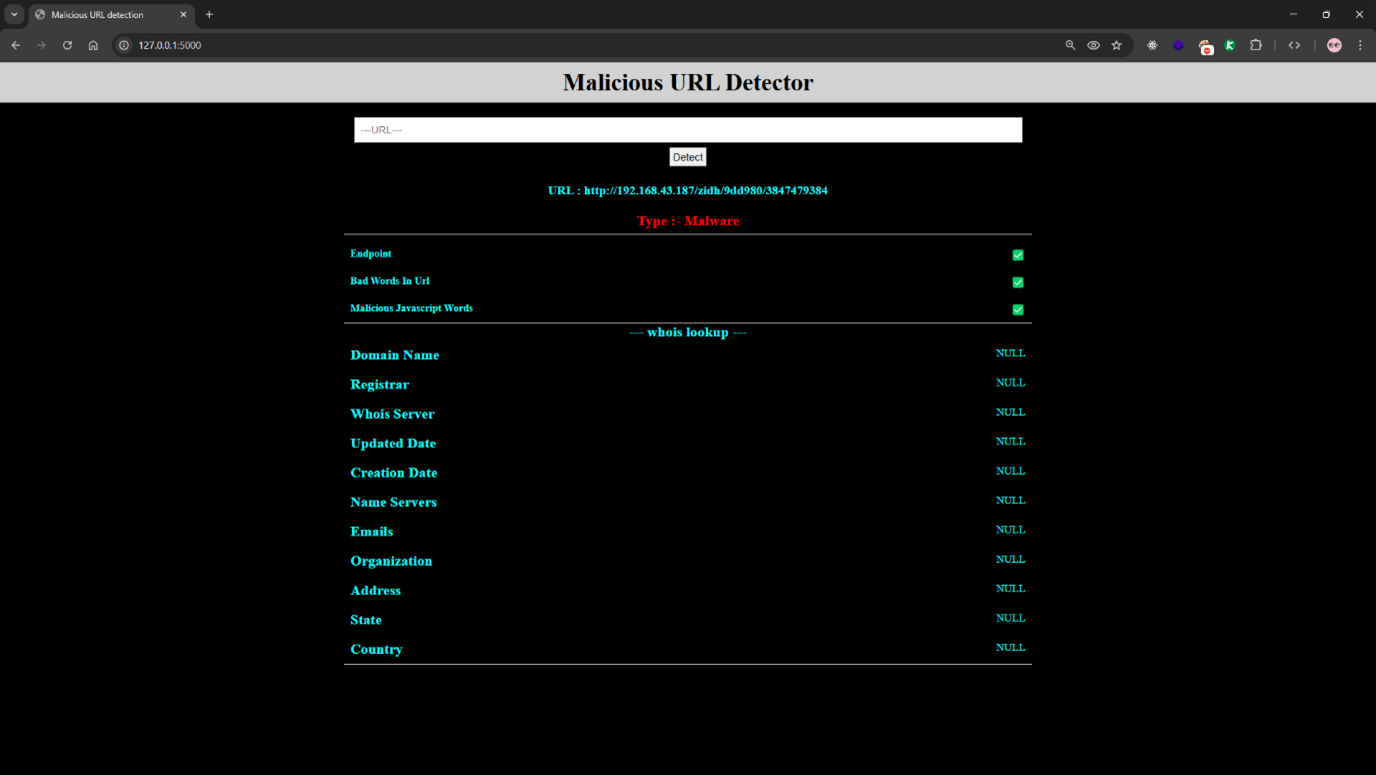 Malicious URL detection
127.0.0.1:5000
Malicious URL Detector
---URL---
Detect
URL : http://192.168.43.187/zidh/9dd980/3847479384
Type :- Malware
Endpoint
Bad Words In Url
Malicious Javascript Words
--- whois lookup ---
Domain Name NULL
Registrar NULL
Whois Server NULL
Updated Date NULL
Creation Date NULL
Name Servers NULL
Emails NULL
Organization NULL
Address NULL
State NULL
Country NULL